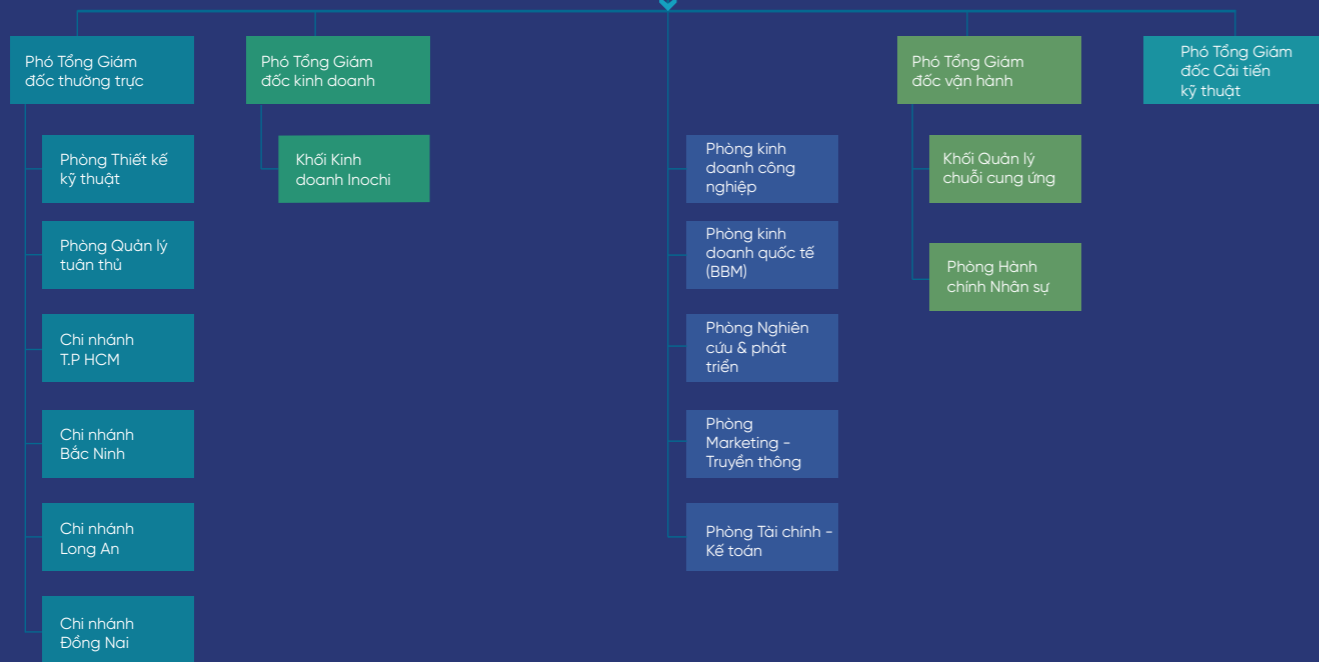 Phó Tổng Giám
đốc thường trực
Phòng Thiết kế
kỹ thuật
Phòng Quản lý
tuân thủ
Chi nhánh
T.P HCM
Chi nhánh
Bắc Ninh
Chi nhánh
Long An
Chi nhánh
Đồng Nai
Phó Tổng Giám
đốc kinh doanh
Khối Kinh
doanh Inochi
Phòng kinh
doanh công
nghiệp
Phòng kinh
doanh quốc tế
(BBM)
Phòng Nghiên
cứu & phát
triển
Phòng
Marketing -
Truyền thông
Phòng Tài chính -
Kế toán
Phó Tổng Giám
đốc vận hành
Khối Quản lý
chuỗi cung ứng
Phòng Hành
chính Nhân sự
Phó Tổng Giám
đốc Cải tiến
kỹ thuật